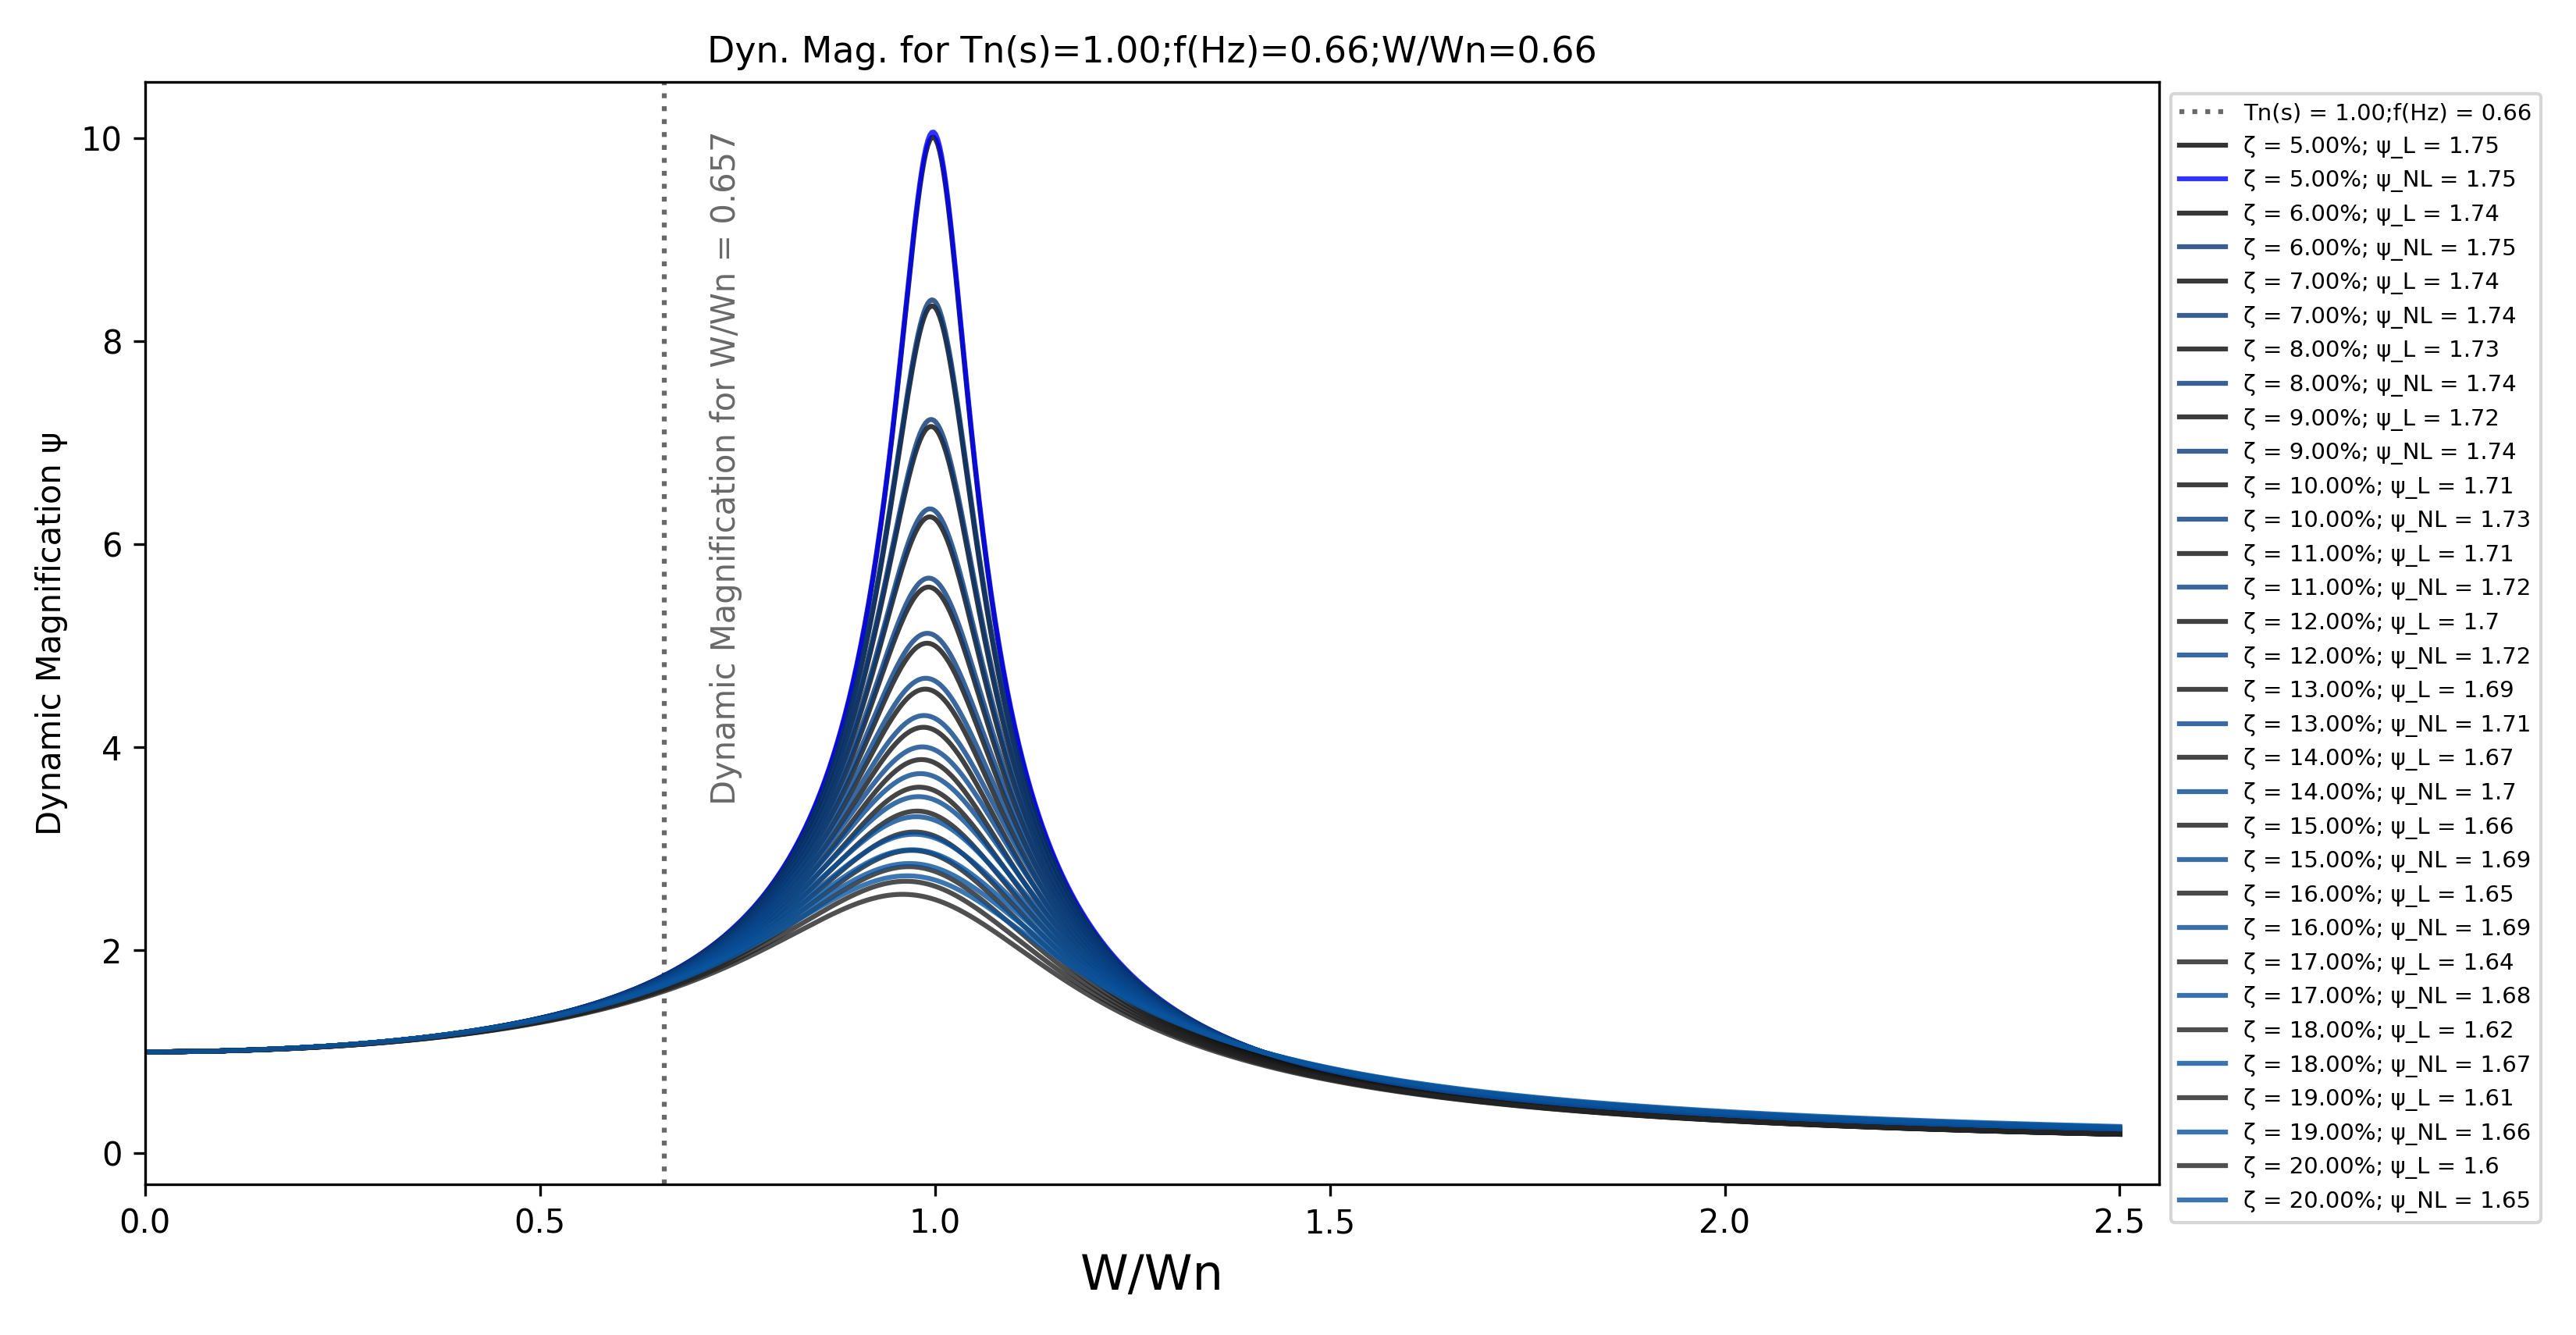 Dyn. Mag. for Tn(s)=1.00;f(Hz)=0.66;W/Wn=0.66
Dynamic Magnification ψ
10
8
6
4
2
0
Dynamic Magnification for W/Wn = 0.657
0.0
0.5
1.0
1.5
2.0
2.5
W/Wn
Tn(s) = 1.00;f(Hz) = 0.66
ζ = 5.00%; ψ_L = 1.75
ζ = 5.00%; ψ_NL = 1.75
ζ = 6.00%; ψ_L = 1.74
ζ = 6.00%; ψ_NL = 1.75
ζ = 7.00%; ψ_L = 1.74
ζ = 7.00%; ψ_NL = 1.74
ζ = 8.00%; ψ_L = 1.73
ζ = 8.00%; ψ_NL = 1.74
ζ = 9.00%; ψ_L = 1.72
ζ = 9.00%; ψ_NL = 1.74
ζ = 10.00%; ψ_L = 1.71
ζ = 10.00%; ψ_NL = 1.73
ζ = 11.00%; ψ_L = 1.71
ζ = 11.00%; ψ_NL = 1.72
ζ = 12.00%; ψ_L = 1.7
ζ = 12.00%; ψ_NL = 1.72
ζ = 13.00%; ψ_L = 1.69
ζ = 13.00%; ψ_NL = 1.71
ζ = 14.00%; ψ_L = 1.67
ζ = 14.00%; ψ_NL = 1.7
ζ = 15.00%; ψ_L = 1.66
ζ = 15.00%; ψ_NL = 1.69
ζ = 16.00%; ψ_L = 1.65
ζ = 16.00%; ψ_NL = 1.69
ζ = 17.00%; ψ_L = 1.64
ζ = 17.00%; ψ_NL = 1.68
ζ = 18.00%; ψ_L = 1.62
ζ = 18.00%; ψ_NL = 1.67
ζ = 19.00%; ψ_L = 1.61
ζ = 19.00%; ψ_NL = 1.66
ζ = 20.00%; ψ_L = 1.6
ζ = 20.00%; ψ_NL = 1.65